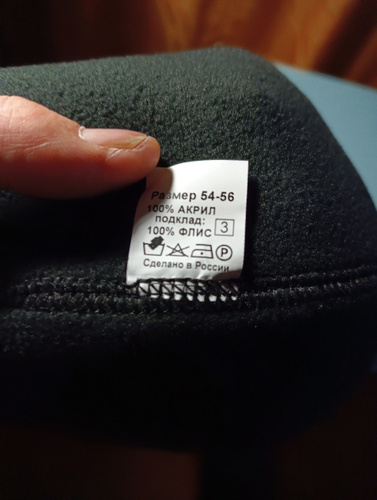 Размер 54-56
100% АКРИЛ
подклад:
100% ФЛИС 3
P
Сделано в России